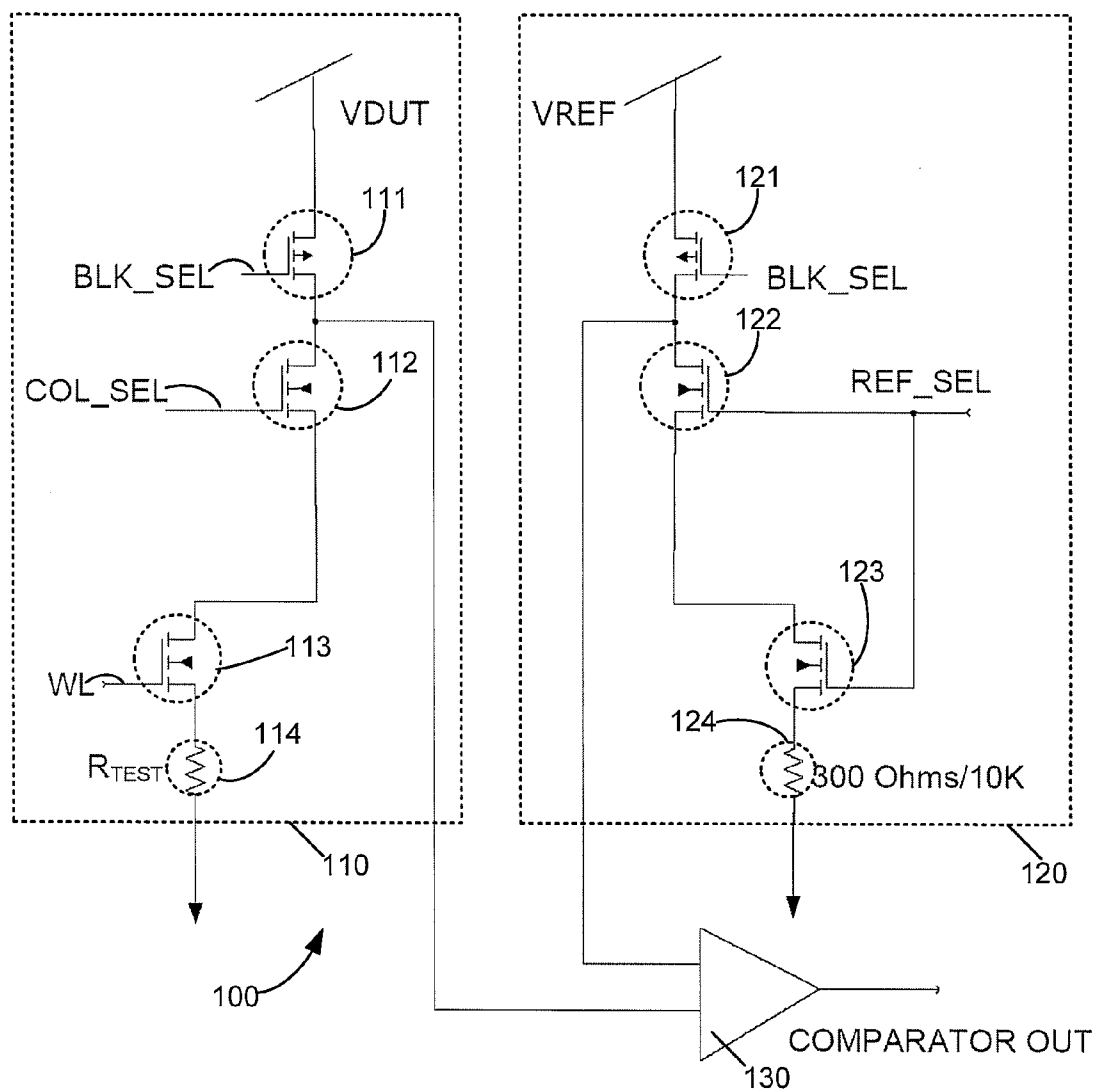 VDUT
VREF
111
121
BLK_SEL
BLK_SEL
122
112
COL_SEL
REF_SEL
123
113
WL
124
114
RTEST
300 Ohms/10K
110
120
100
COMPARATOR OUT
130